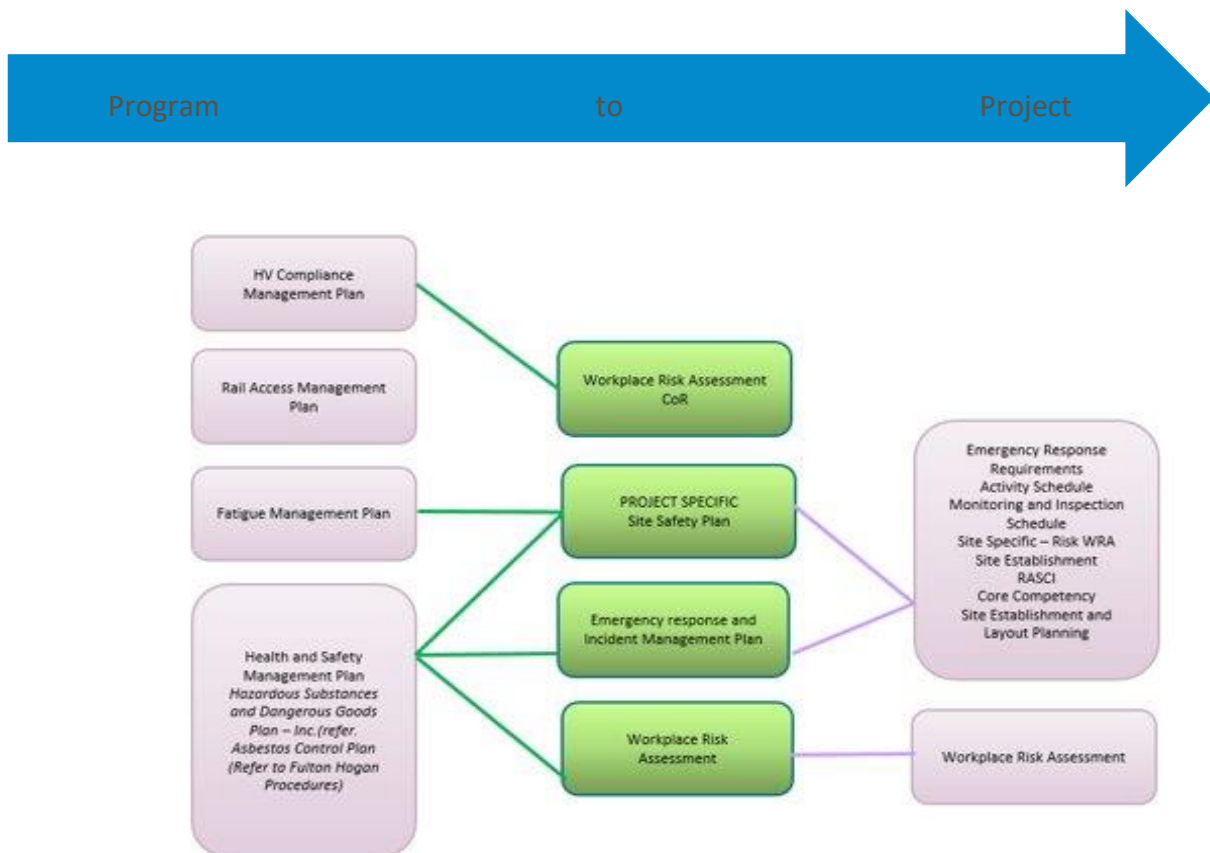 Program to Project
HV Compliance
Management Plan
Rail Access Management
Plan
Fatigue Management Plan
Health and Safety
Management Plan
Hazardous Substances
and Dangerous Goods
Plan – Inc.(refer.
Asbestos Control Plan
(Refer to Fulton Hogan
Procedures)
Workplace Risk Assessment
CoR
PROJECT SPECIFIC
Site Safety Plan
Emergency response and
Incident Management Plan
Workplace Risk
Assessment
Emergency Response
Requirements
Activity Schedule
Monitoring and Inspection
Schedule
Site Specific – Risk WRA
Site Establishment
RASCI
Core Competency
Site Establishment and
Layout Planning
Workplace Risk Assessment